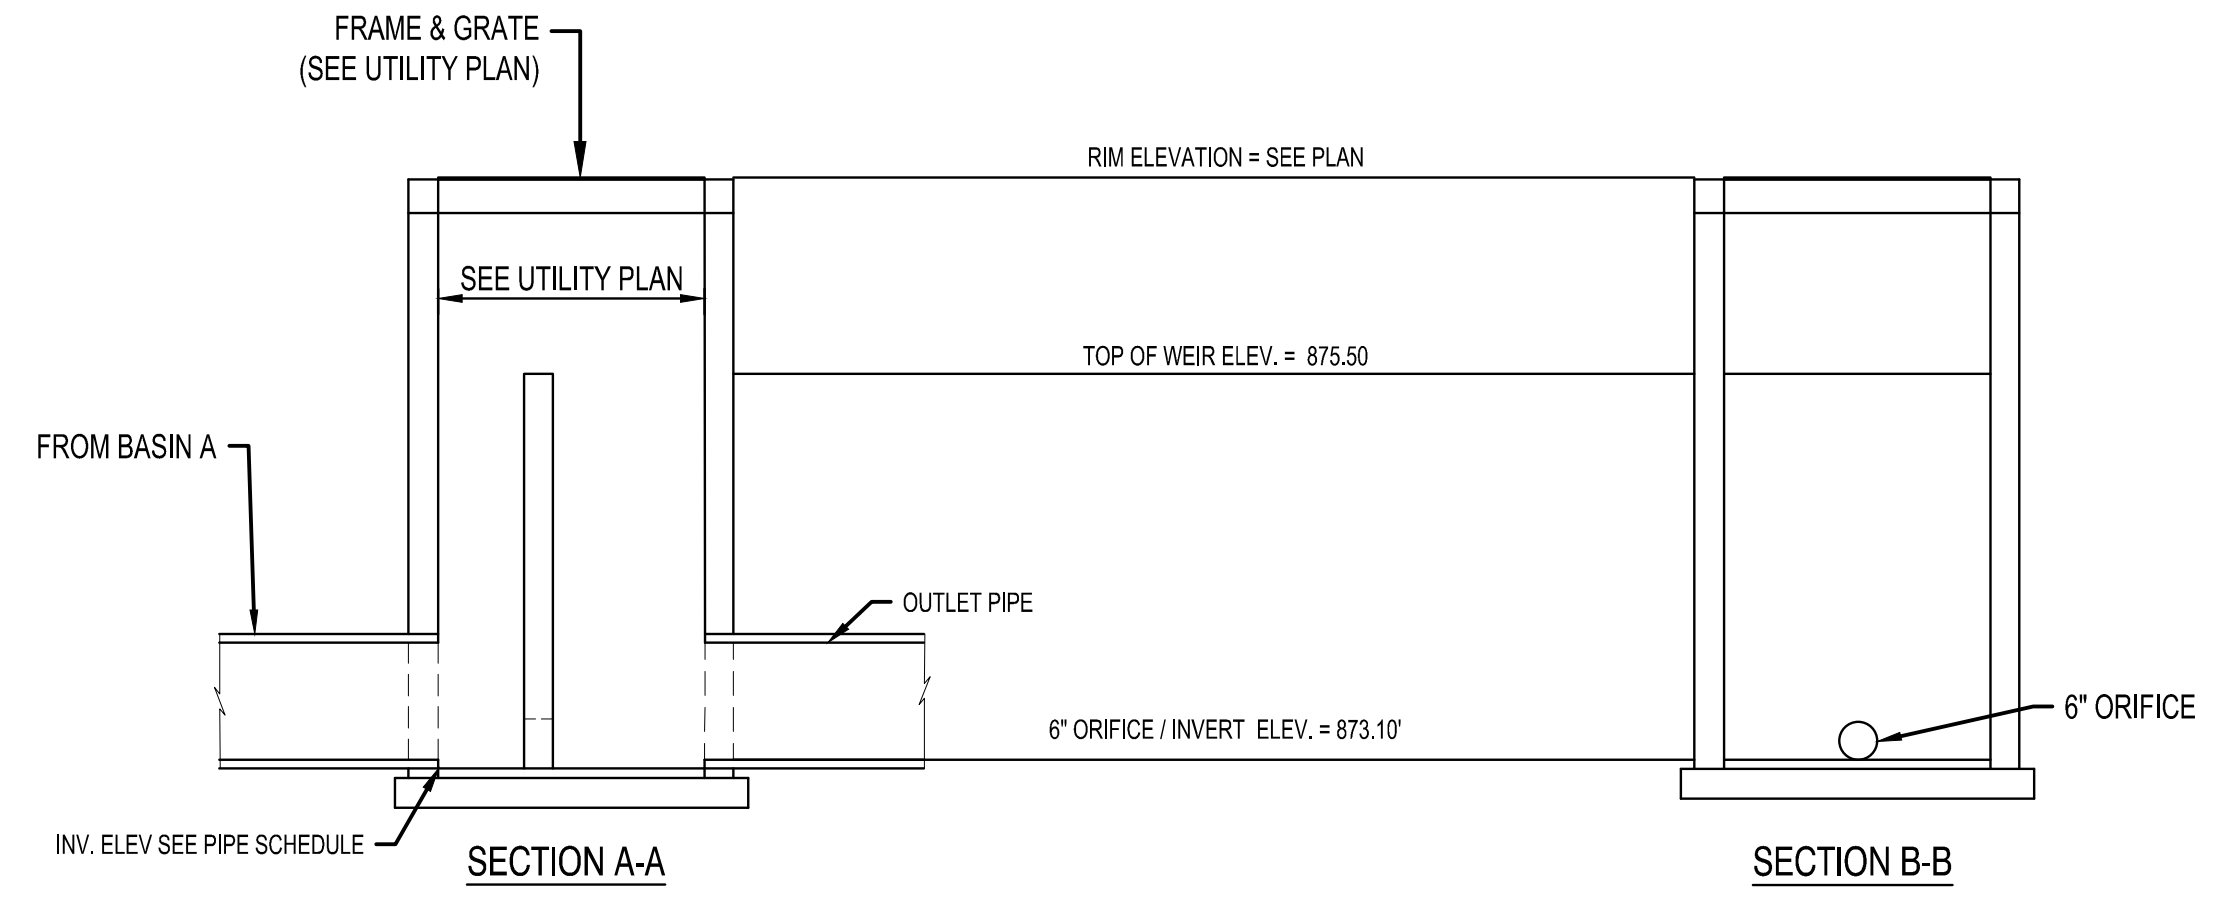 FRAME & GRATE
(SEE UTILITY PLAN)
RIM ELEVATION = SEE PLAN
SEE UTILITY PLAN
TOP OF WEIR ELEV. = 875.50
FROM BASIN A
OUTLET PIPE
6" ORIFICE / INVERT ELEV. = 873.10'
6" ORIFICE
INV. ELEV SEE PIPE SCHEDULE
SECTION A-A
SECTION B-B